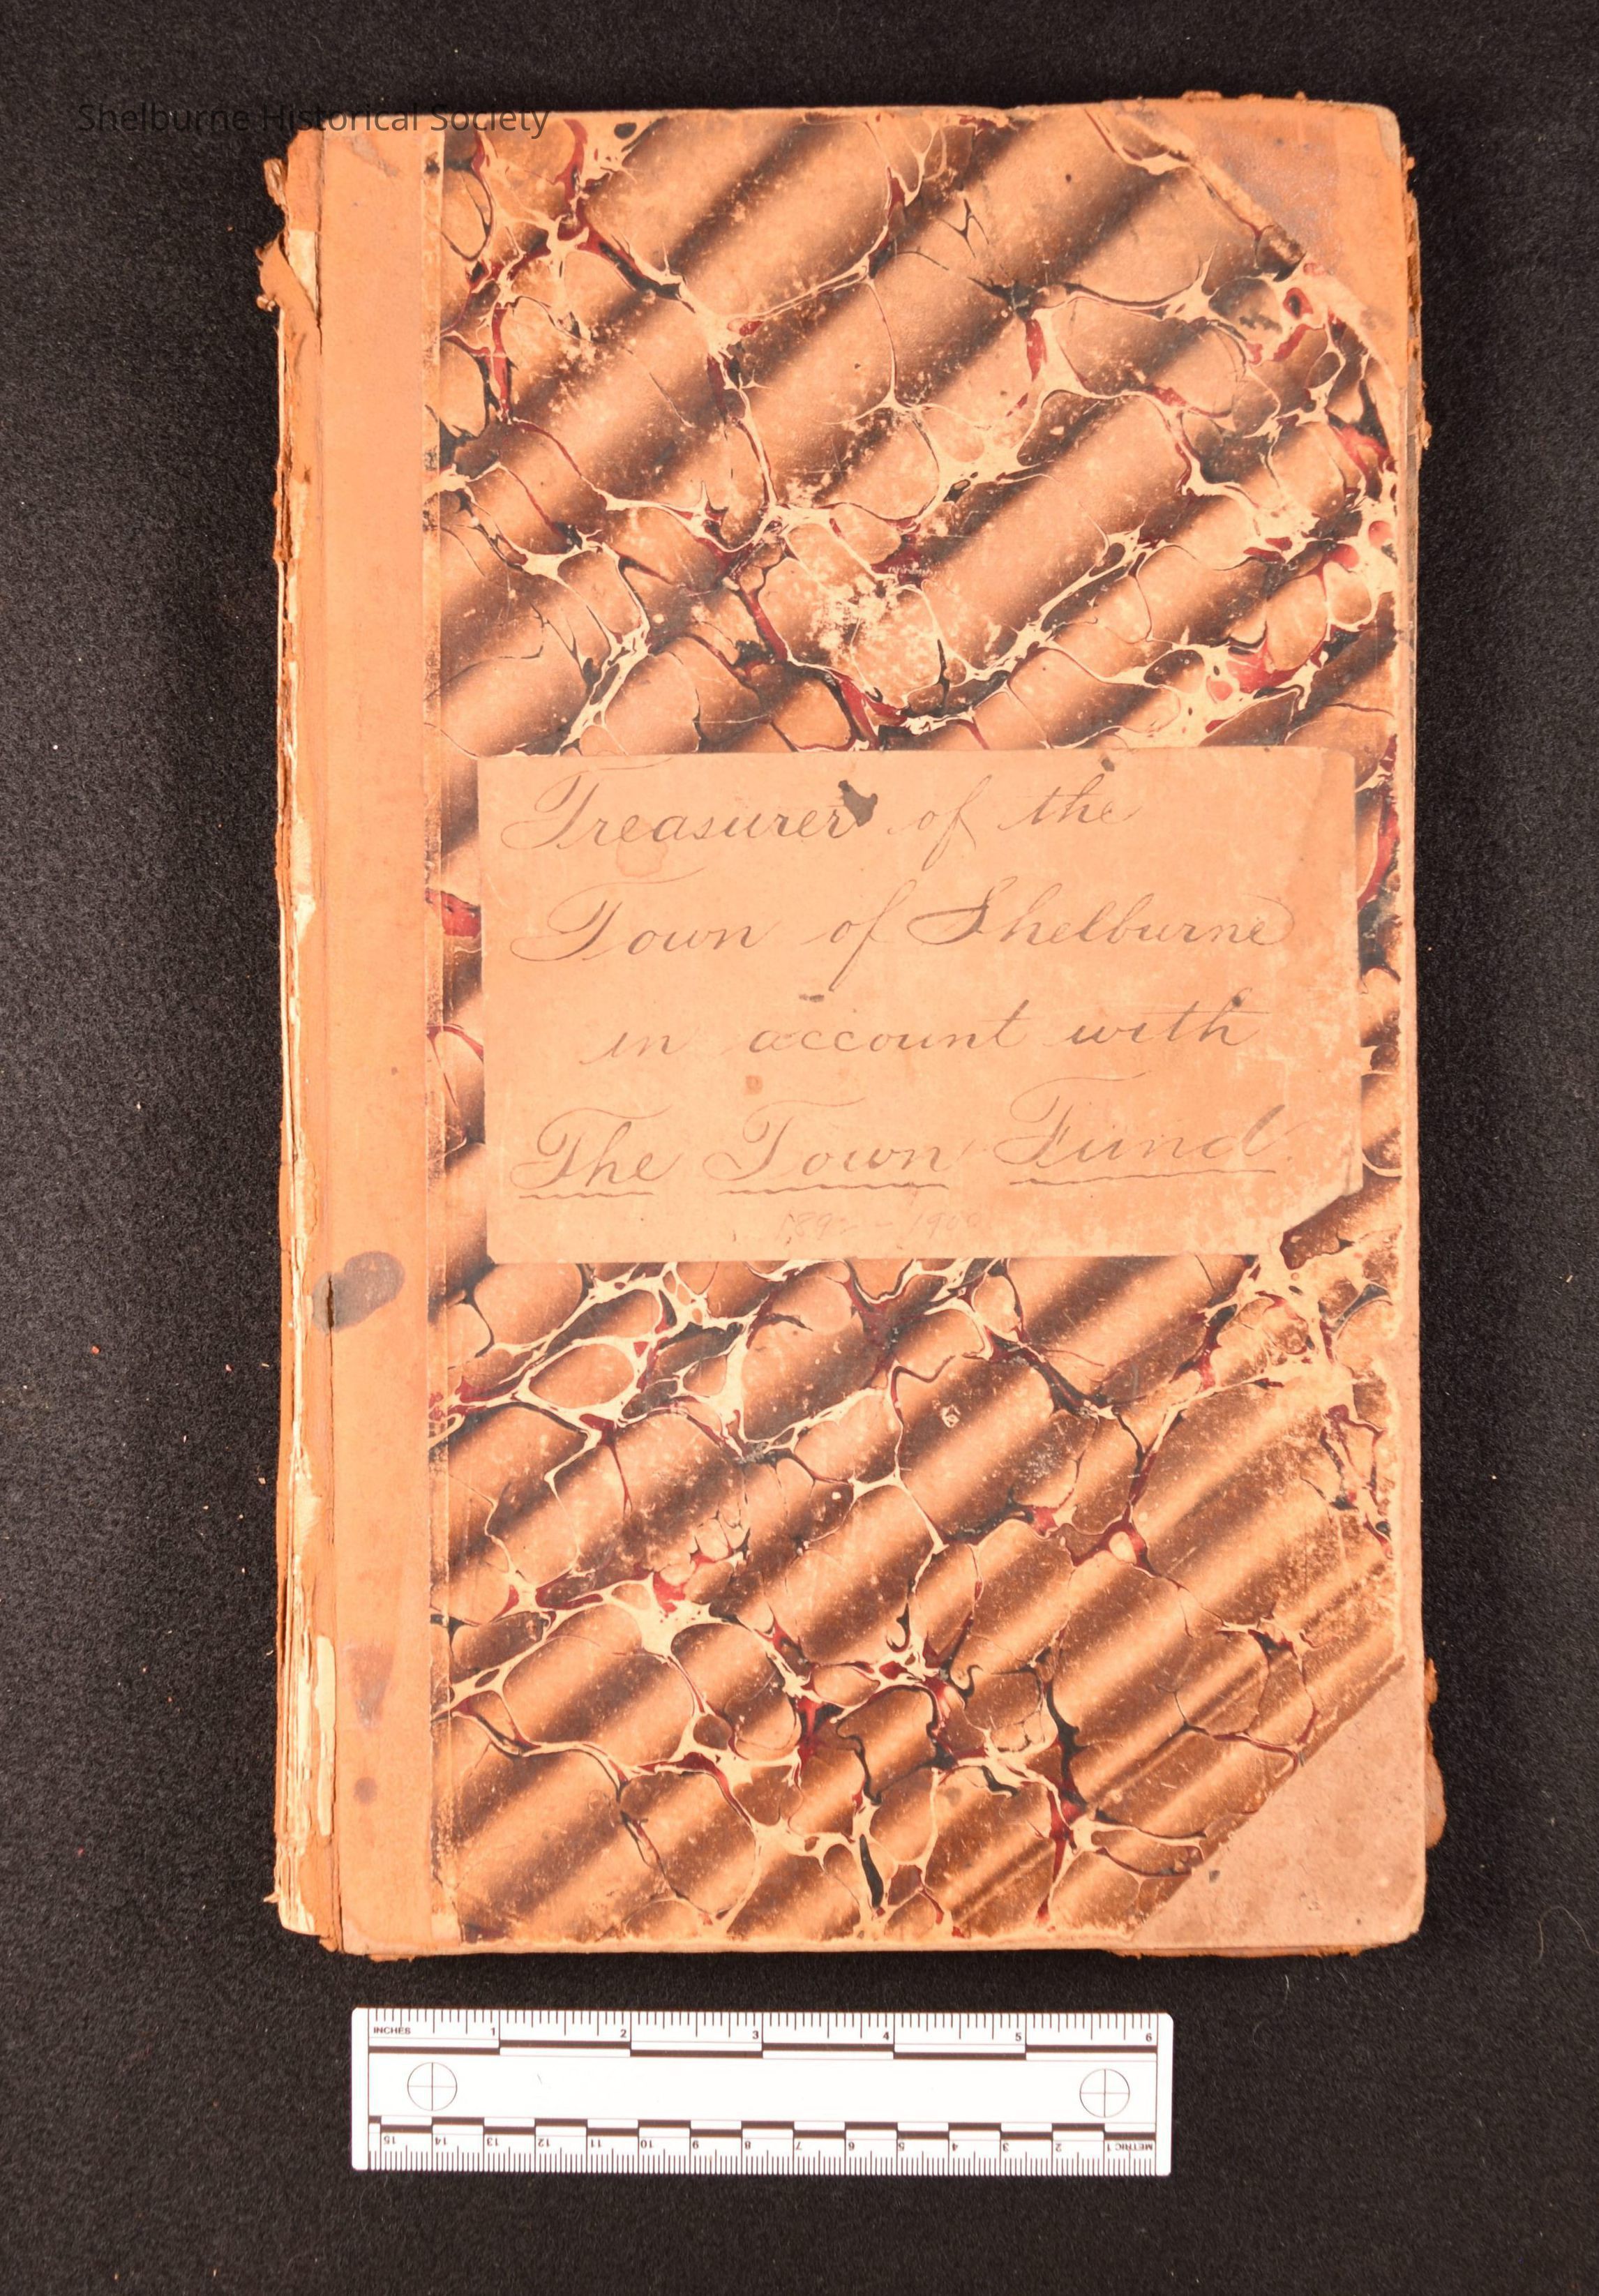 Shelburne Historical Society
Treasurer of the
Town of Shelburne
in account with
The Town Fund.
1900
INCHES 1 2 3 4 5 6
15 14 13 12 11 10 9 8 7 6 5 4 3 2 1 METRIC